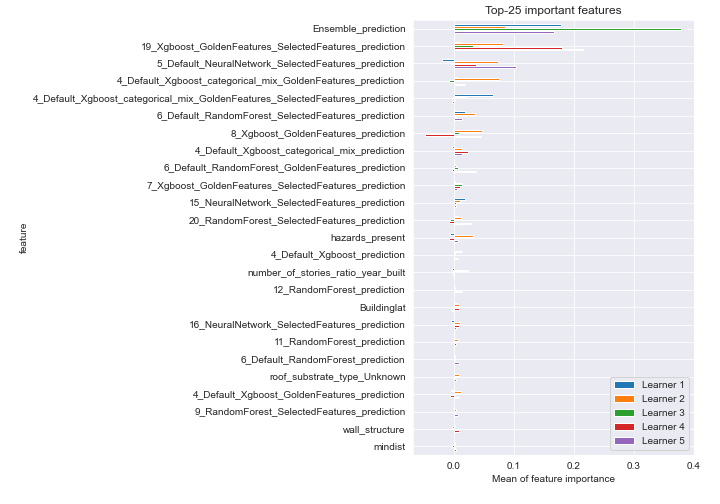 Top-25 important features
Ensemble_prediction
19_Xgboost_GoldenFeatures_SelectedFeatures_prediction
5_Default_NeuralNetwork_SelectedFeatures_prediction
4_Default_Xgboost_categorical_mix_GoldenFeatures_prediction
4_Default_Xgboost_categorical_mix_GoldenFeatures_SelectedFeatures_prediction
6_Default_RandomForest_SelectedFeatures_prediction
8_Xgboost_GoldenFeatures_prediction
4_Default_Xgboost_categorical_mix_prediction
6_Default_RandomForest_GoldenFeatures_prediction
7_Xgboost_GoldenFeatures_SelectedFeatures_prediction
15_NeuralNetwork_SelectedFeatures_prediction
20_RandomForest_SelectedFeatures_prediction
hazards_present
feature
4_Default_Xgboost_prediction
number_of_stories_ratio_year_built
12_RandomForest_prediction
Buildinglat
16_NeuralNetwork_SelectedFeatures_prediction
11_RandomForest_prediction
6_Default_RandomForest_prediction
roof_substrate_type_Unknown
4_Default_Xgboost_GoldenFeatures_prediction
9_RandomForest_SelectedFeatures_prediction
wall_structure
mindist
Learner 1
Learner 2
Learner 3
Learner 4
Learner 5
0.0 0.1 0.2 0.3 0.4
Mean of feature importance